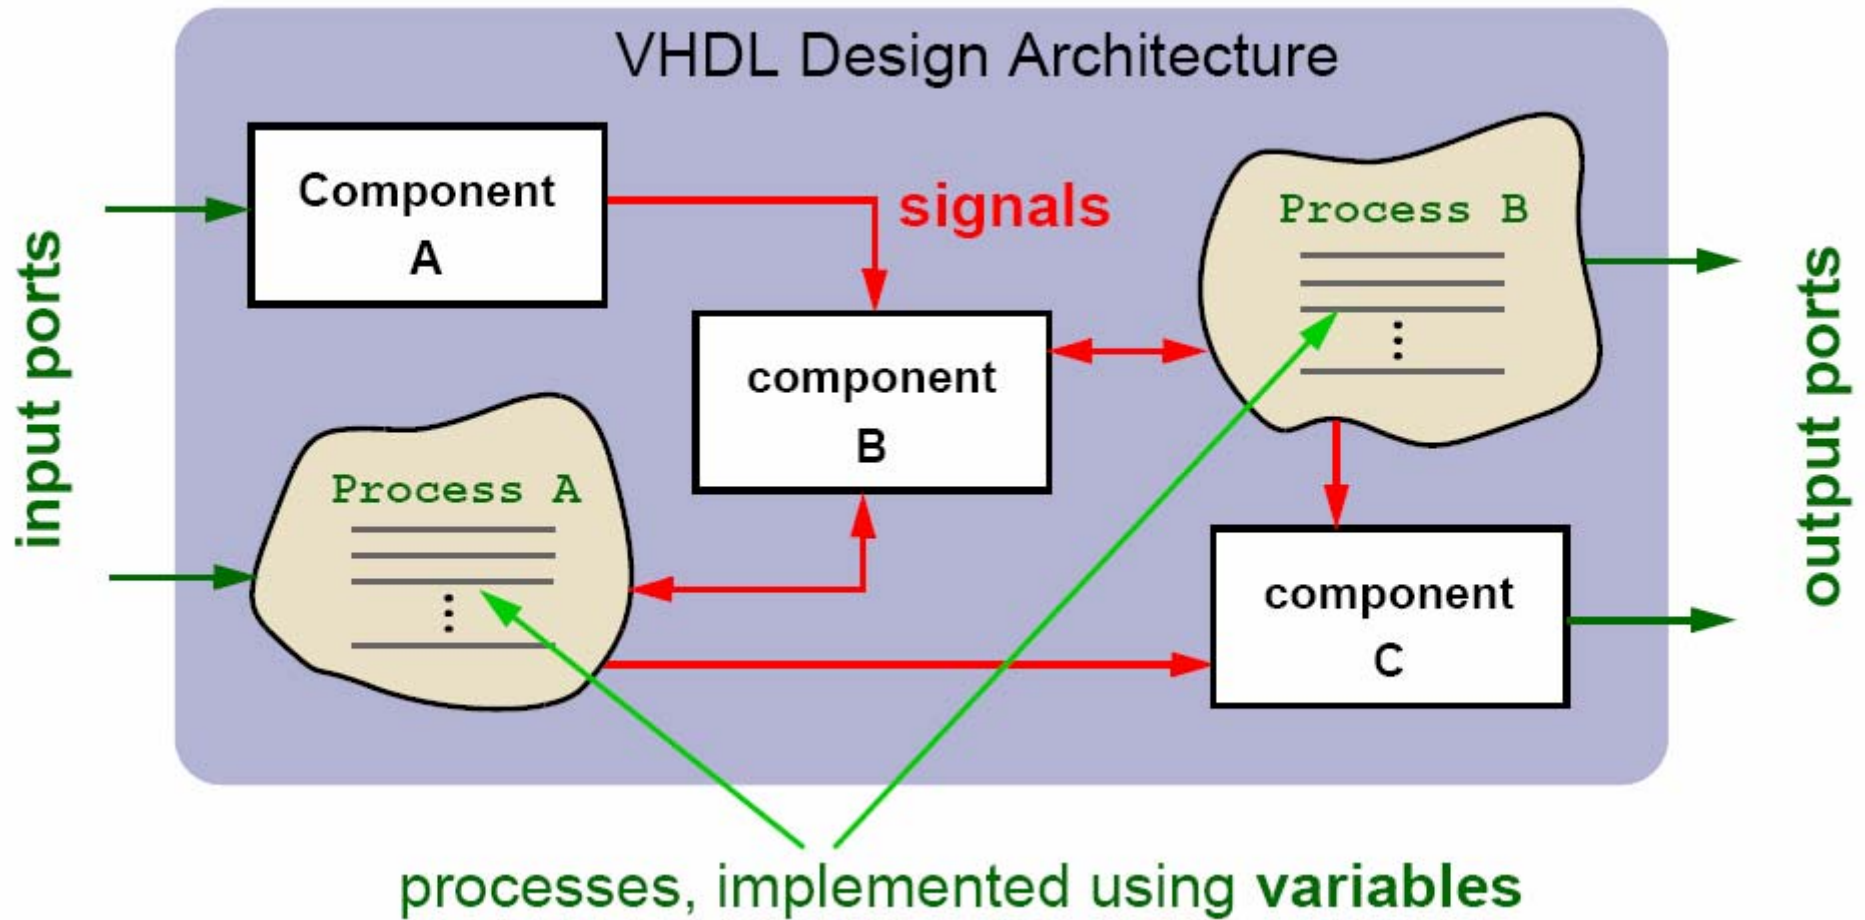 VHDL Design Architecture
Component
A
signals
Process B
input ports
component
B
output ports
Process A
component
C
processes, implemented using variables